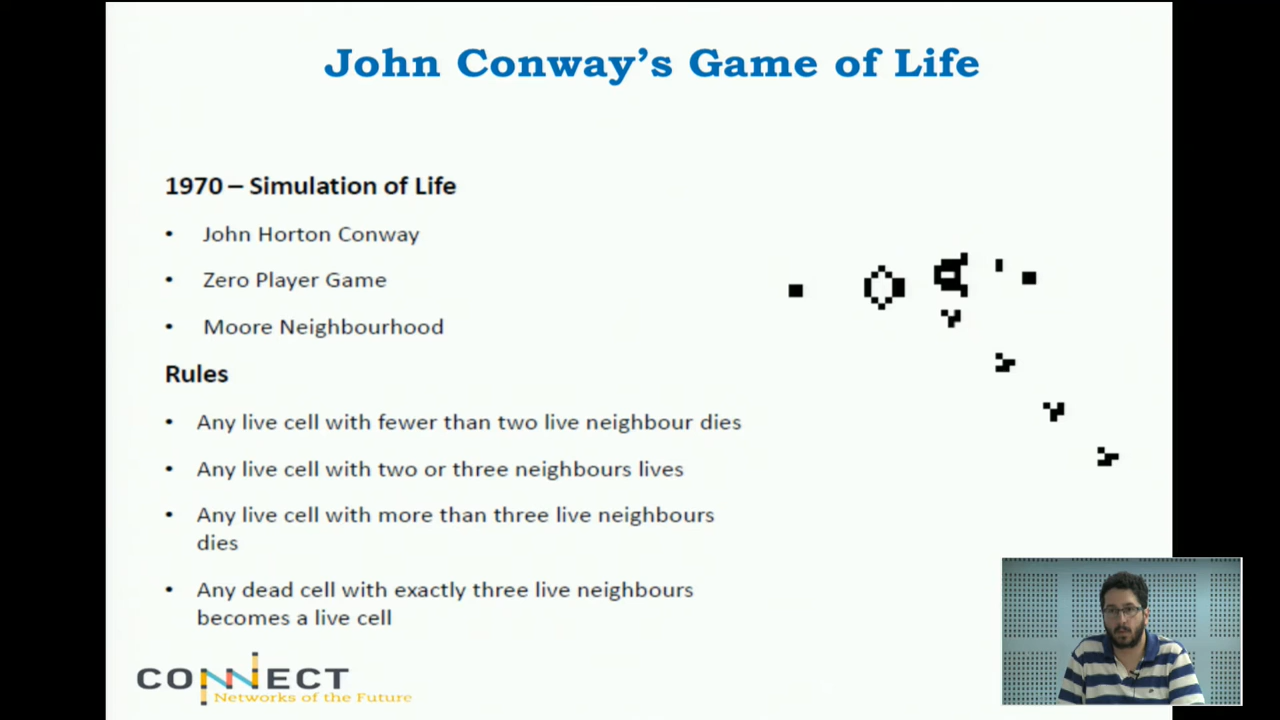 John Conway's Game of Life
1970 – Simulation of Life
• John Horton Conway
• Zero Player Game
• Moore Neighbourhood
Rules
• Any live cell with fewer than two live neighbour dies
• Any live cell with two or three neighbours lives
• Any live cell with more than three live neighbours
dies
• Any dead cell with exactly three live neighbours
becomes a live cell
CONNECT
Networks of the Future